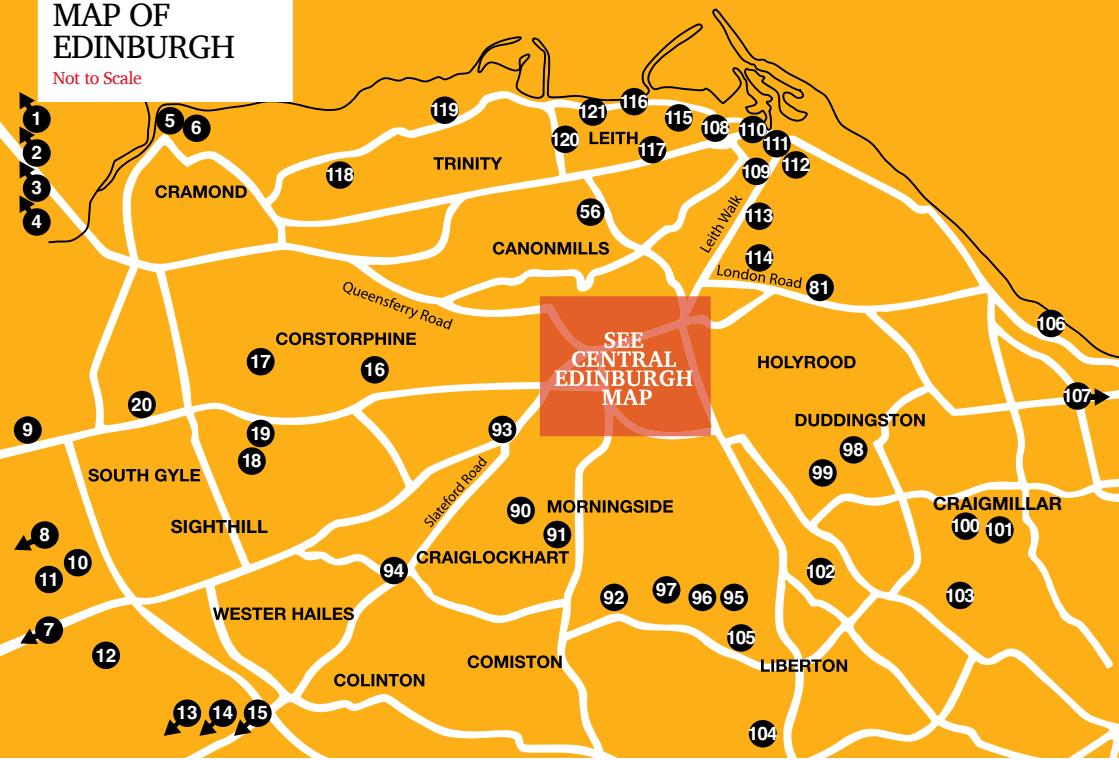 MAP OF
EDINBURGH
Not to Scale
1
2
3
4
5
6
119
121
116
115
108
110
111
112
109
120
LEITH
117
TRINITY
118
CRAMOND
56
CANONMILLS
Leith Walk
113
114
London Road
81
Queensferry Road
CORSTORPHINE
17
16
SEE
CENTRAL
EDINBURGH
MAP
HOLYROOD
106
107
20
9
19
18
93
DUDDINGSTON
98
99
SOUTH GYLE
SIGHTHILL
Slateford Road
90
MORNINGSIDE
91
CRAIGLOCKHART
94
CRAIGMILLAR
100
101
8
10
11
7
12
WESTER HAILES
92
97
96
95
102
103
105
LIBERTON
COMISTON
COLINTON
13
14
15
104